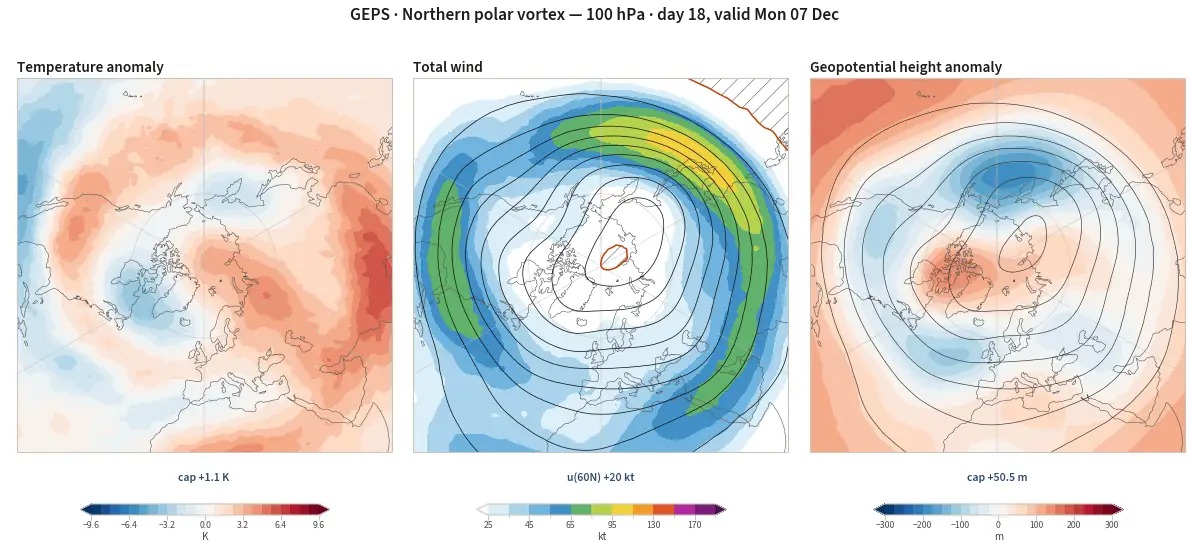 GEPS · Northern polar vortex — 100 hPa · day 18, valid Mon 07 Dec
Temperature anomaly
Total wind
Geopotential height anomaly
cap +1.1 K
u(60N) +20 kt
cap +50.5 m
−9.6 −6.4 −3.2 0.0 3.2 6.4 9.6
K
25 45 65 95 130 170
kt
−300 −200 −100 0 100 200 300
m